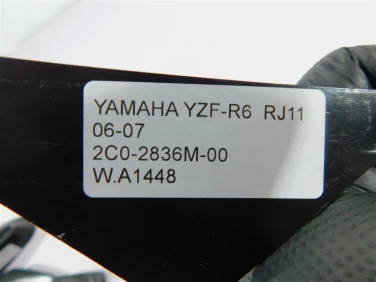 YAMAHA YZF-R6 RJ11
06-07
2C0-2836M-00
W.A1448